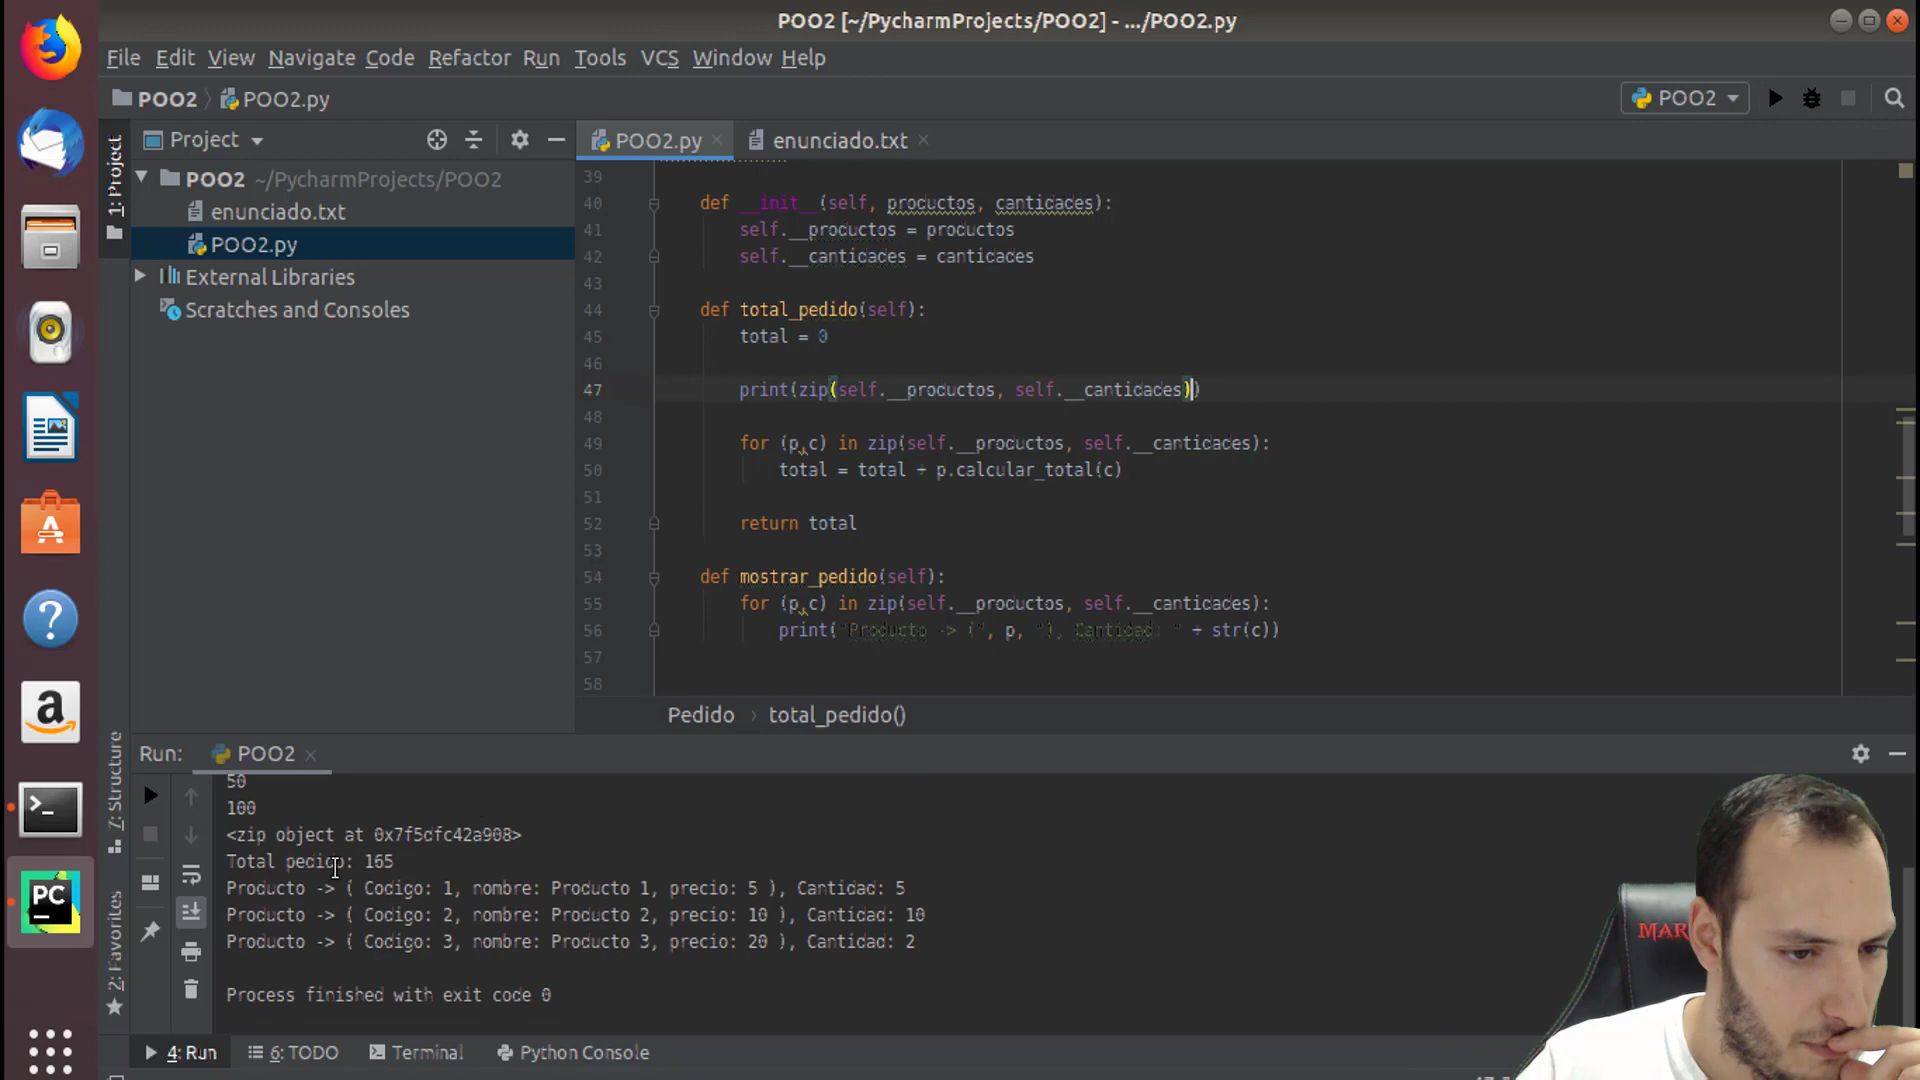 POO2 [~/PycharmProjects/POO2] - .../POO2.py
File Edit View Navigate Code Refactor Run Tools VCS Window Help
POO2 POO2.py POO2
1: Project
Project
POO2.py enunciado.txt
POO2 ~/PycharmProjects/POO2
enunciado.txt
POO2.py
External Libraries
Scratches and Consoles
39
40 def __init__(self, productos, cantidades):
41 self.__productos = productos
42 self.__cantidades = cantidades
43
44 def total_pedido(self):
45 total = 0
46
47 print(zip(self.__productos, self.__cantidades))
48
49 for (p,c) in zip(self.__productos, self.__cantidades):
50 total = total + p.calcular_total(c)
51
52 return total
53
54 def mostrar_pedido(self):
55 for (p,c) in zip(self.__productos, self.__cantidades):
56 print("Producto -> (", p, "), Cantidad: " + str(c))
57
58
Pedido › total_pedido()
7: Structure
2: Favorites
Run: POO2
50
100
<zip object at 0x7f5dfc42a908>
Total pedido: 165
Producto -> ( Codigo: 1, nombre: Producto 1, precio: 5 ), Cantidad: 5
Producto -> ( Codigo: 2, nombre: Producto 2, precio: 10 ), Cantidad: 10
Producto -> ( Codigo: 3, nombre: Producto 3, precio: 20 ), Cantidad: 2
Process finished with exit code 0
4: Run 6: TODO Terminal Python Console
PC
MAR